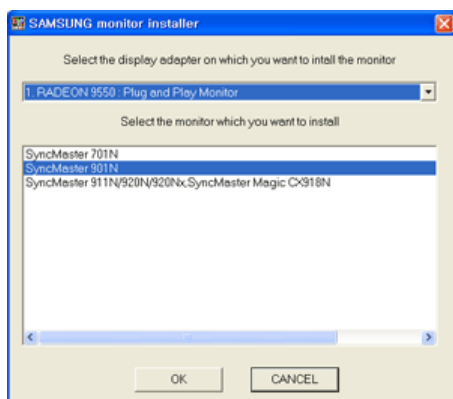 SAMSUNG monitor installer
Select the display adapter on which you want to intall the monitor
1. RADEON 9550 : Plug and Play Monitor
Select the monitor which you want to install
SyncMaster 701N
SyncMaster 901N
SyncMaster 911N/920N/920Nx,SyncMaster Magic CX918N
OK
CANCEL